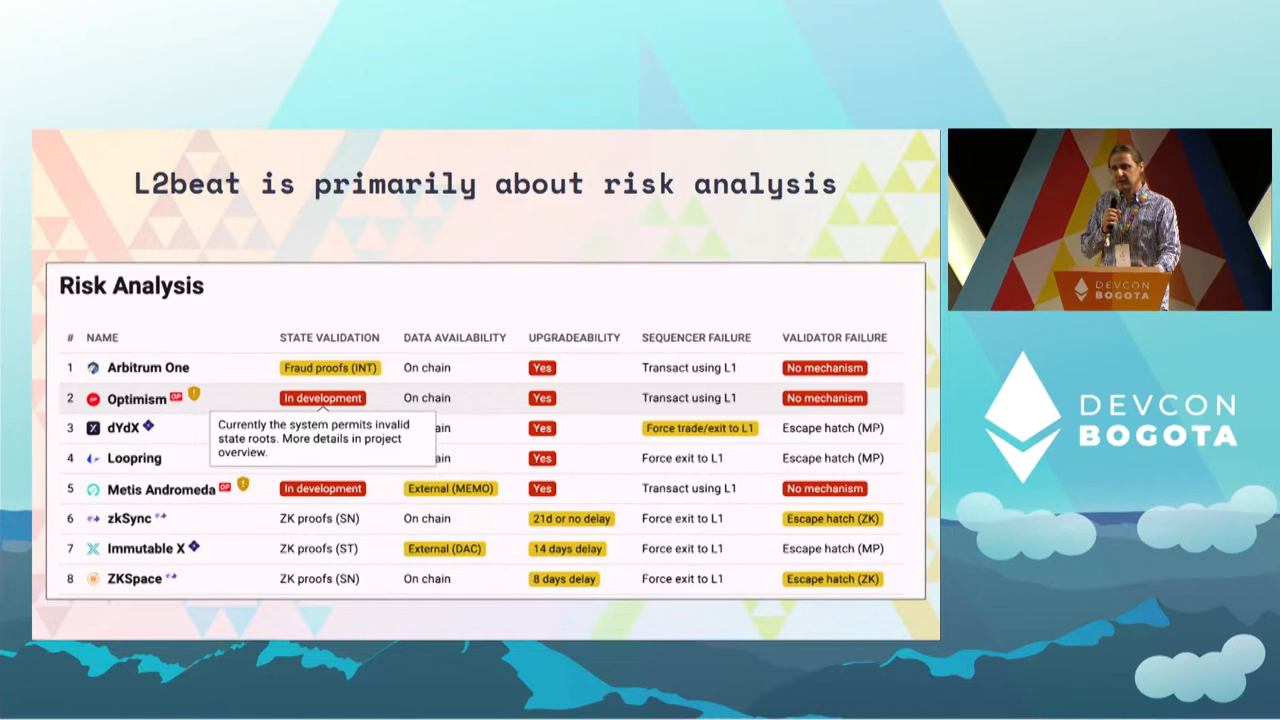 L2beat is primarily about risk analysis
Risk Analysis
# NAME STATE VALIDATION DATA AVAILABILITY UPGRADEABILITY SEQUENCER FAILURE VALIDATOR FAILURE
1 Arbitrum One Fraud proofs (INT) On chain Yes Transact using L1 No mechanism
2 Optimism OP In development On chain Yes Transact using L1 No mechanism
3 dYdX ain Yes Force trade/exit to L1 Escape hatch (MP)
Currently the system permits invalid
state roots. More details in project
overview.
4 Loopring ain Yes Force exit to L1 Escape hatch (MP)
5 Metis Andromeda OP In development External (MEMO) Yes Transact using L1 No mechanism
6 zkSync ZK proofs (SN) On chain 21d or no delay Force exit to L1 Escape hatch (ZK)
7 Immutable X ZK proofs (ST) External (DAC) 14 days delay Force exit to L1 Escape hatch (MP)
8 ZKSpace ZK proofs (SN) On chain 8 days delay Force exit to L1 Escape hatch (ZK)
DEVCON
BOGOTA
DEVCON
BOGOTA